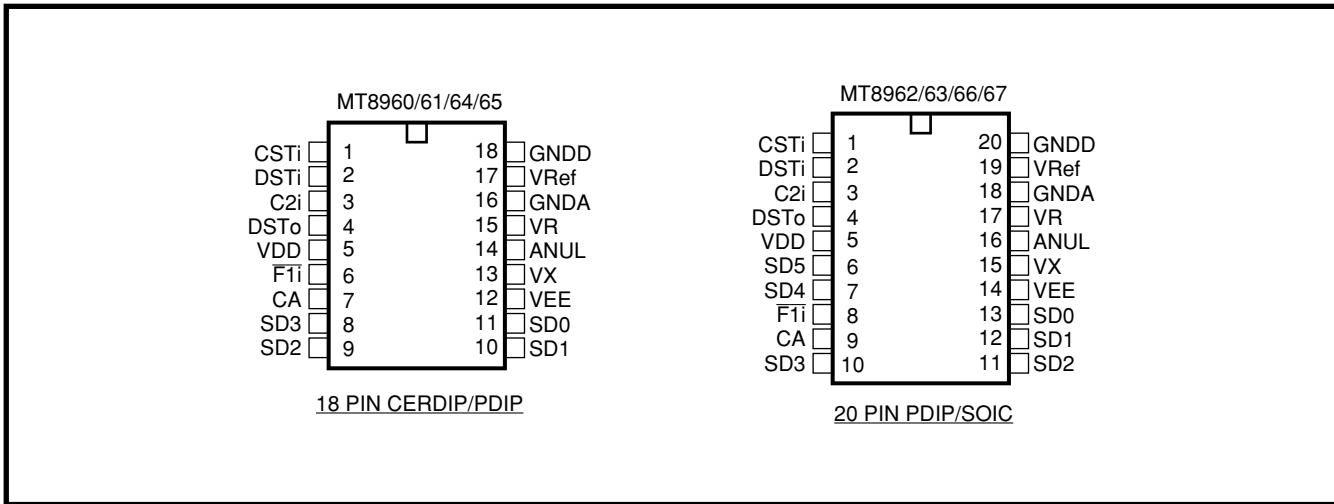 MT8960/61/64/65
CSTi 1 18 GNDD
DSTi 2 17 VRef
C2i 3 16 GNDA
DSTo 4 15 VR
VDD 5 14 ANUL
F1i 6 13 VX
CA 7 12 VEE
SD3 8 11 SD0
SD2 9 10 SD1
18 PIN CERDIP/PDIP
MT8962/63/66/67
CSTi 1 20 GNDD
DSTi 2 19 VRef
C2i 3 18 GNDA
DSTo 4 17 VR
VDD 5 16 ANUL
SD5 6 15 VX
SD4 7 14 VEE
F1i 8 13 SD0
CA 9 12 SD1
SD3 10 11 SD2
20 PIN PDIP/SOIC